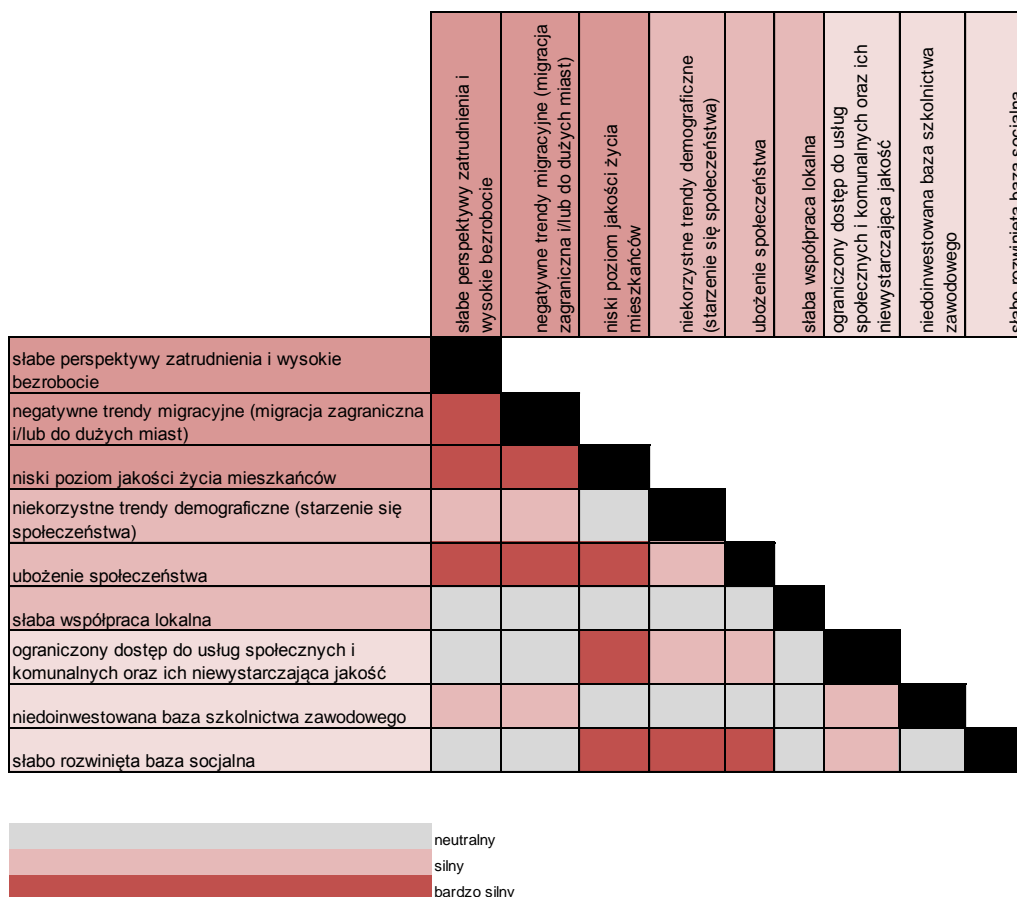 słabe perspektywy zatrudnienia i
wysokie bezrobocie
negatywne trendy migracyjne (migracja
zagraniczna i/lub do dużych miast)
niski poziom jakości życia
mieszkańców
niekorzystne trendy demograficzne
(starzenie się społeczeństwa)
ubożenie społeczeństwa
słaba współpraca lokalna
ograniczony dostęp do usług
społecznych i komunalnych oraz ich
niewystarczająca jakość
niedoinwestowana baza szkolnictwa
zawodowego
słabo rozwinięta baza socjalna
słabe perspektywy zatrudnienia i wysokie
bezrobocie
negatywne trendy migracyjne (migracja zagraniczna
i/lub do dużych miast)
niski poziom jakości życia mieszkańców
niekorzystne trendy demograficzne (starzenie się
społeczeństwa)
ubożenie społeczeństwa
słaba współpraca lokalna
ograniczony dostęp do usług społecznych i
komunalnych oraz ich niewystarczająca jakość
niedoinwestowana baza szkolnictwa zawodowego
słabo rozwinięta baza socjalna
neutralny
silny
bardzo silny